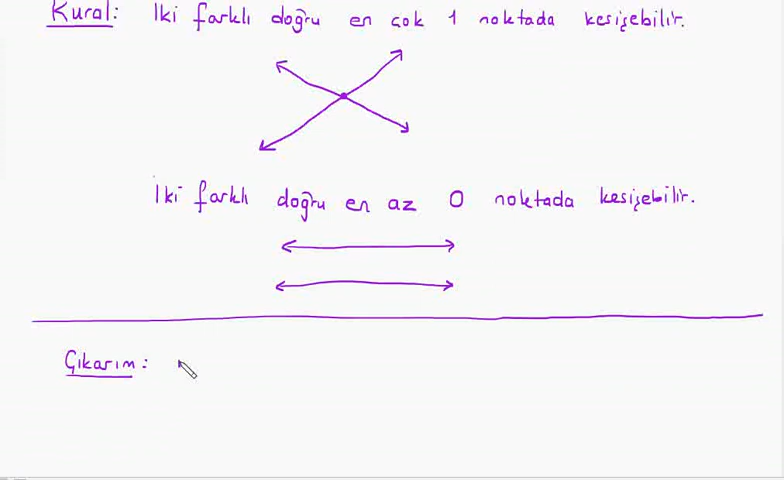 Kural: İki farklı doğru en çok 1 noktada kesişebilir.
İki farklı doğru en az 0 noktada kesişebilir.
Çıkarım: